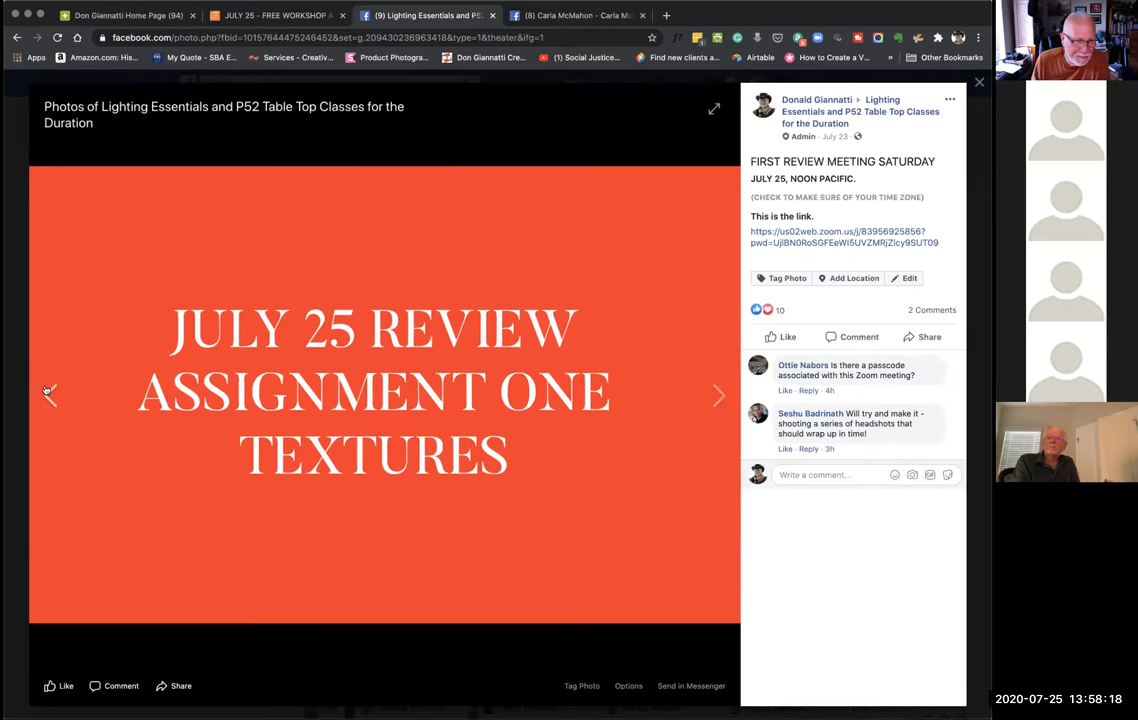 Don Giannatti Home Page (94)
JULY 25 - FREE WORKSHOP A
(9) Lighting Essentials and P52
(8) Carla McMahon - Carla Mc
facebook.com/photo.php?fbid=10157644475246452&set=g.209430236963418&type=1&theater&ifg=1
Apps
Amazon.com: His...
My Quote - SBA E...
Services - Creativ...
Product Photogra...
Don Giannatti Cre...
(1) Social Justice...
Find new clients a...
Airtable
How to Create a V...
»
Other Bookmarks
Photos of Lighting Essentials and P52 Table Top Classes for the
Duration
JULY 25 REVIEW
ASSIGNMENT ONE
TEXTURES
Like
Comment
Share
Tag Photo
Options
Send in Messenger
Donald Giannatti ▸ Lighting
Essentials and P52 Table Top Classes
for the Duration
Admin · July 23 ·
FIRST REVIEW MEETING SATURDAY
JULY 25, NOON PACIFIC.
(CHECK TO MAKE SURE OF YOUR TIME ZONE)
This is the link.
https://us02web.zoom.us/j/83956925856?
pwd=UjlBN0RoSGFEeWI5UVZMRjZlcy9SUT09
Tag Photo
Add Location
Edit
10
2 Comments
Like
Comment
Share
Ottie Nabors Is there a passcode
associated with this Zoom meeting?
Like · Reply · 4h
Seshu Badrinath Will try and make it -
shooting a series of headshots that
should wrap up in time!
Like · Reply · 3h
Write a comment...
2020-07-25 13:58:18